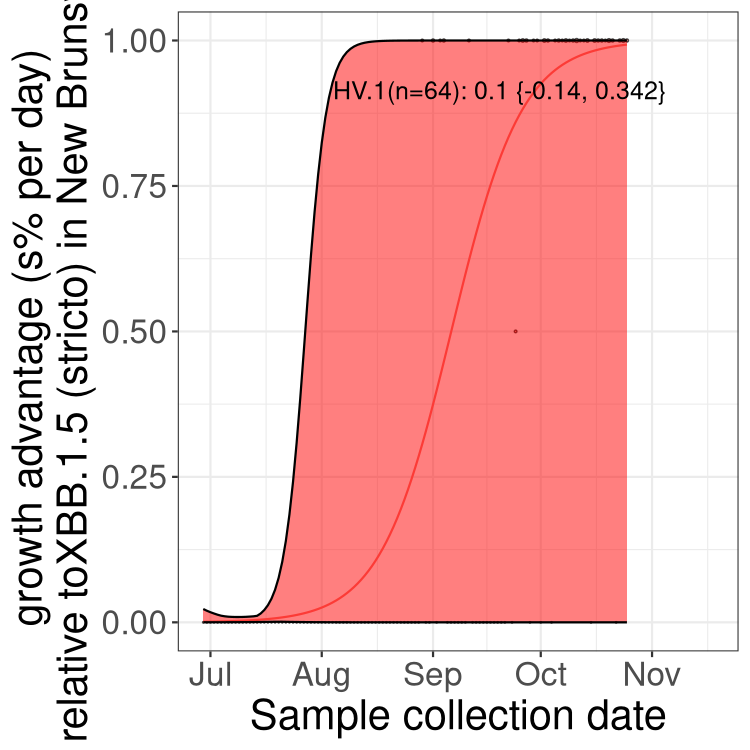 growth advantage (s% per day)
relative toXBB.1.5 (stricto) in New
1.00
0.75
0.50
0.25
0.00
HV.1(n=64): 0.1 {-0.14, 0.342}
Jul Aug Sep Oct Nov
Sample collection date